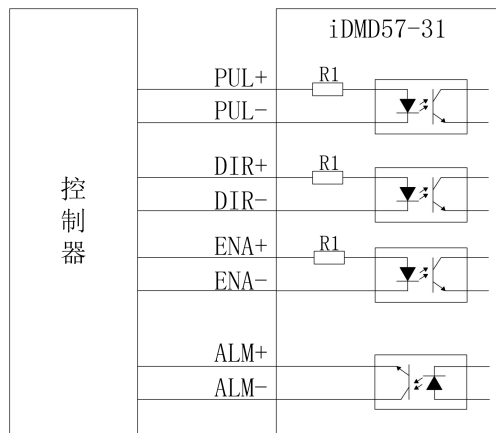 iDMD57-31
PUL+
R1
PUL-
DIR+
R1
DIR-
控制器
ENA+
R1
ENA-
ALM+
ALM-